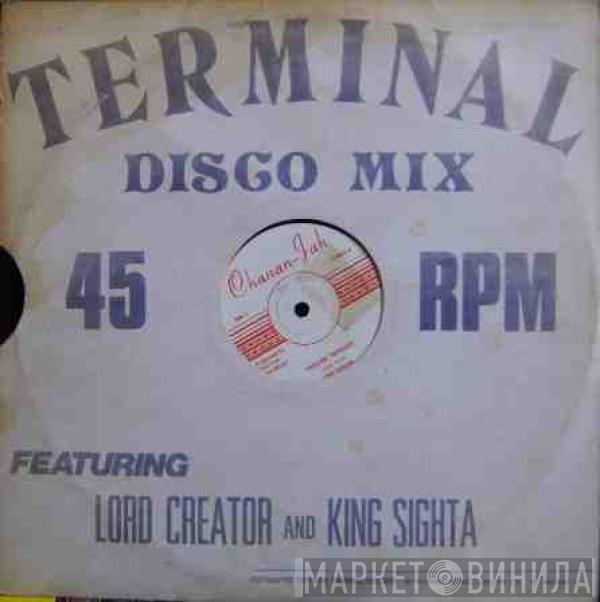 TERMINAL
DISCO MIX
45 RPM
Ohanan-Jah
FEATURING
LORD CREATOR AND KING SIGHTA
МАРКЕТ ВИНИЛА